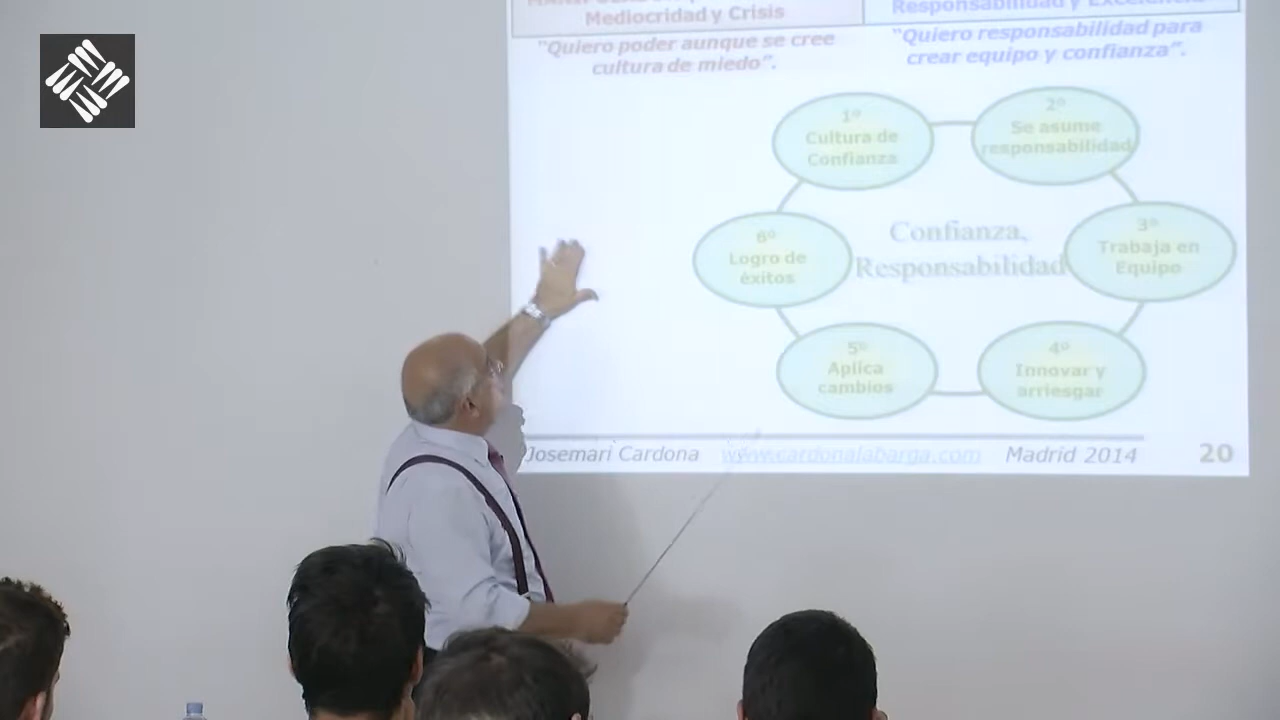 Mediocridad y Crisis
Responsabilidad y Excelencia
"Quiero poder aunque se cree
cultura de miedo".
"Quiero responsabilidad para
crear equipo y confianza".
1º
Cultura de
Confianza
2º
Se asume
responsabilidad
3º
Trabaja en
Equipo
4º
Innovar y
arriesgar
5º
Aplica
cambios
6º
Logro de
éxitos
Confianza,
Responsabilidad
Josemari Cardona www.cardonalabarga.com Madrid 2014 20